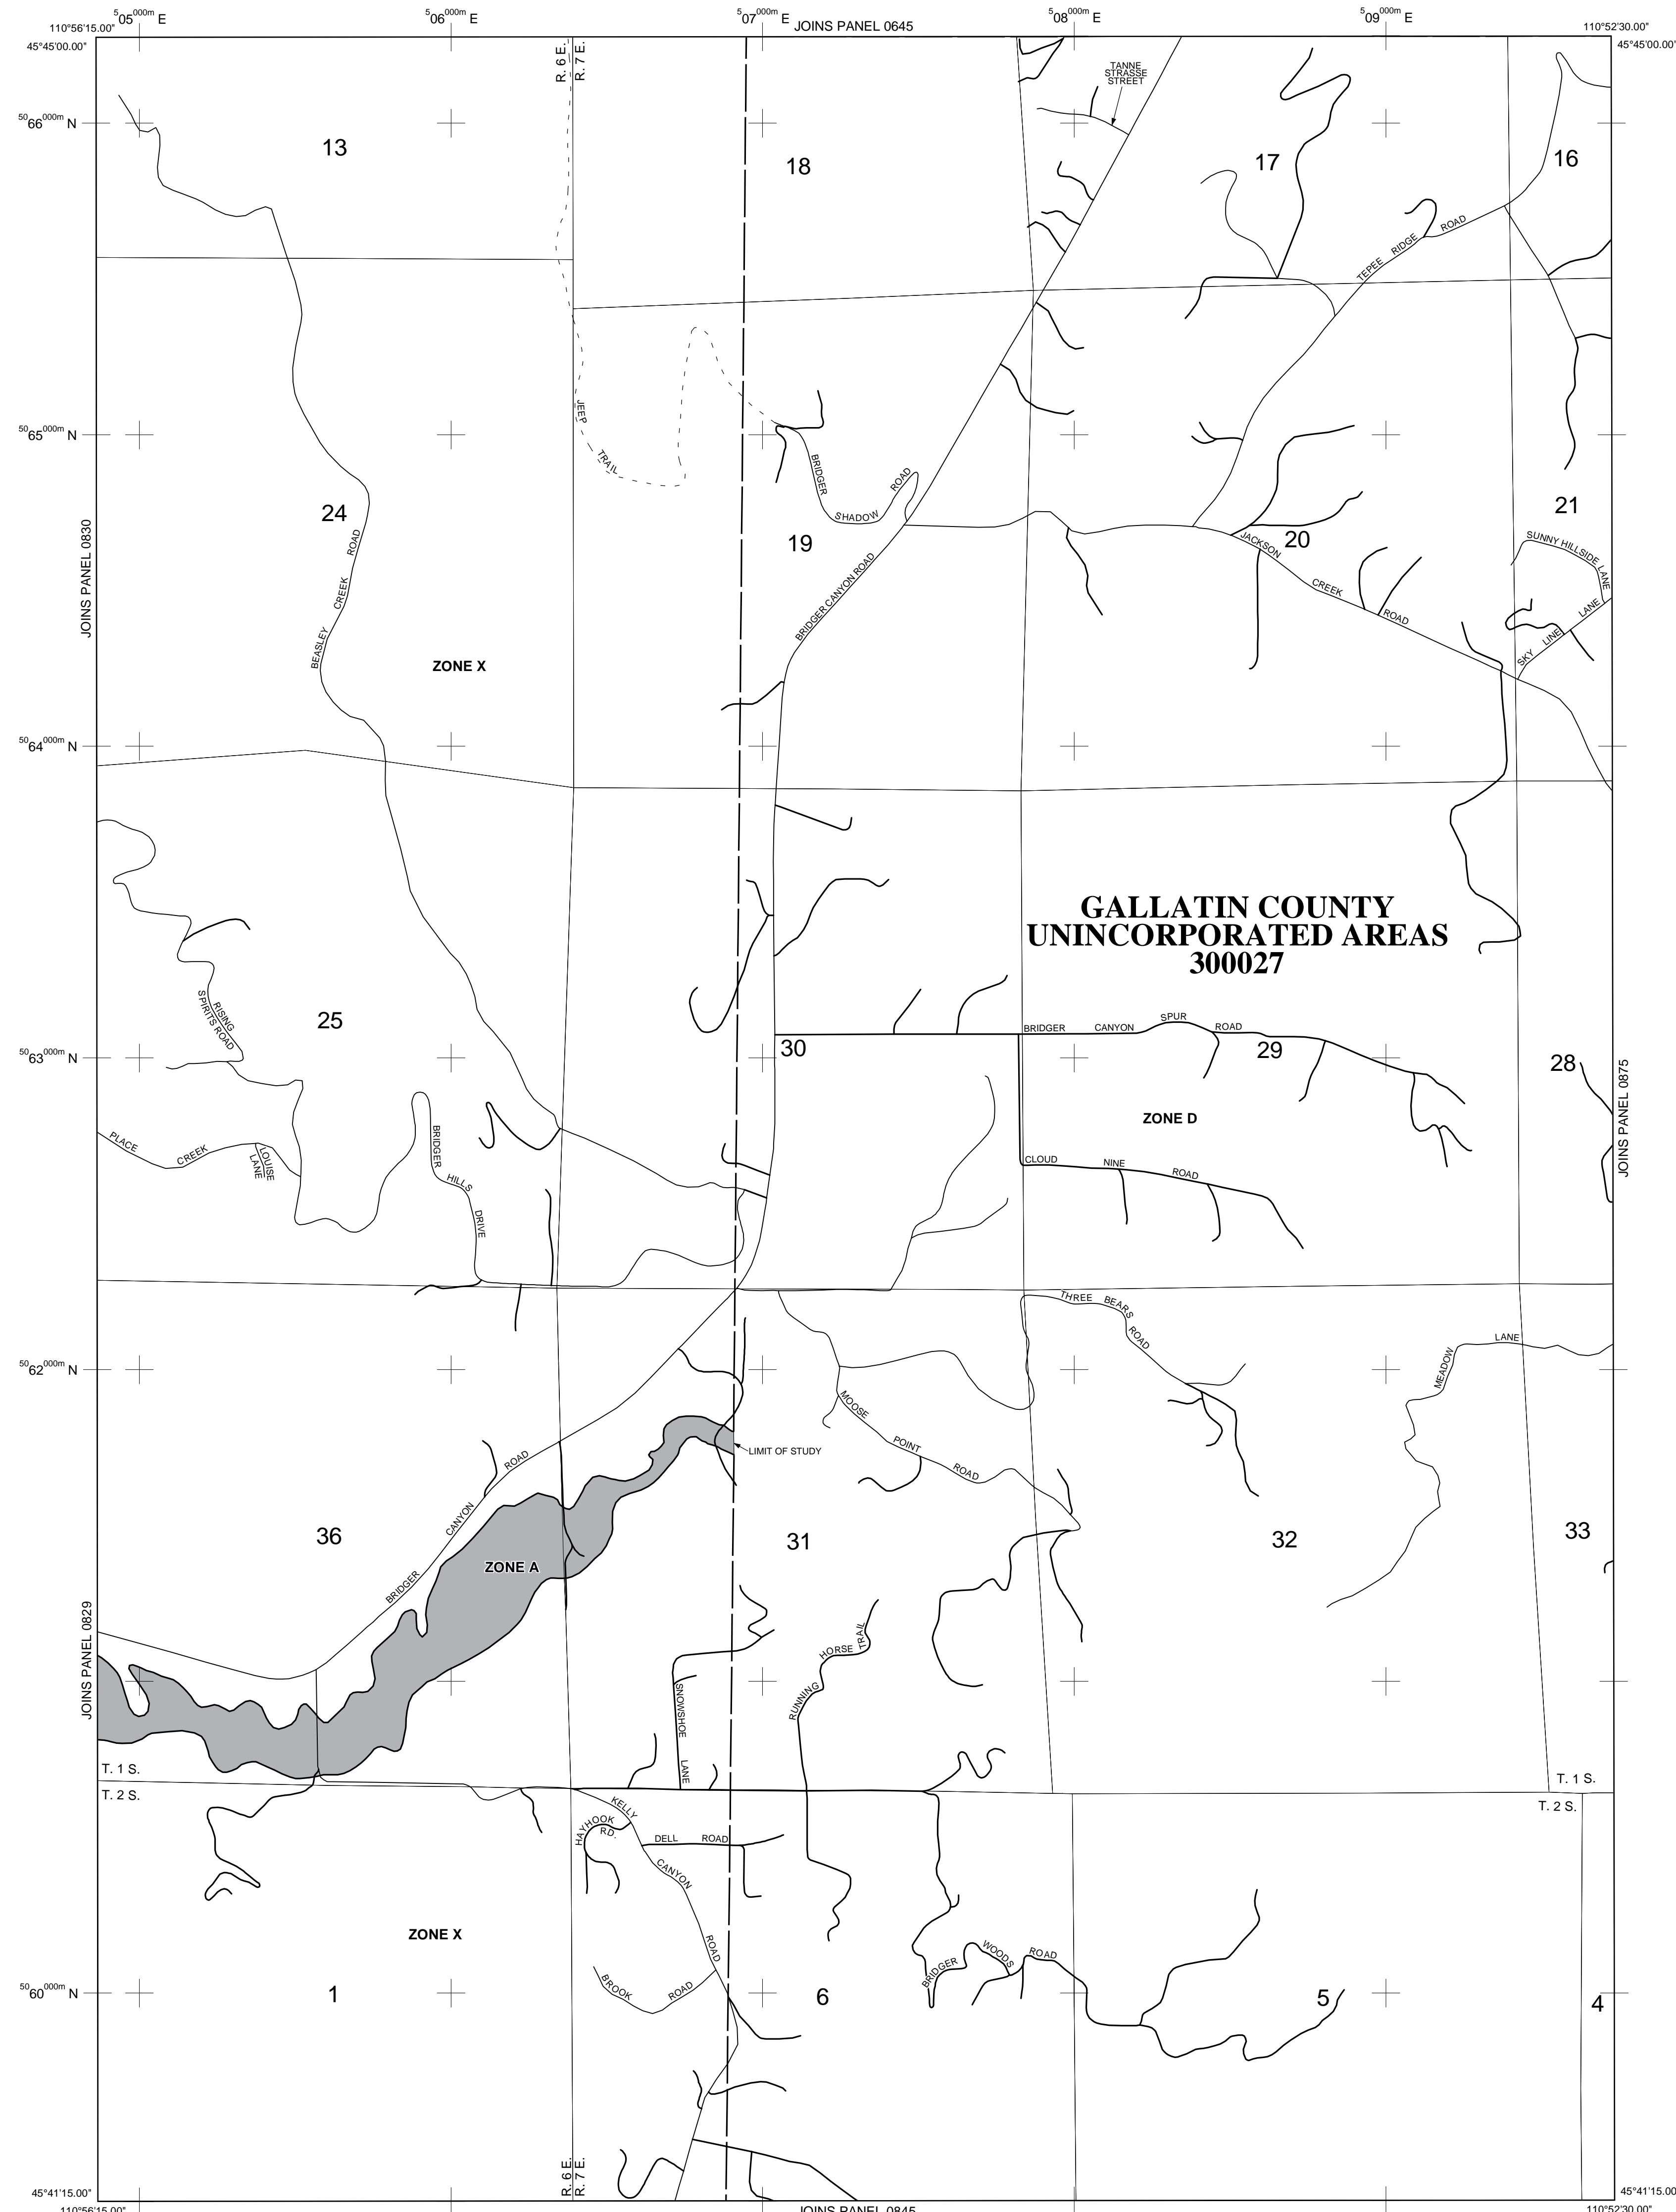 5 05 000m E
5 06 000m E
5 07 000m E
JOINS PANEL 0645
5 08 000m E
5 09 000m E
110°56'15.00"
110°52'30.00"
45°45'00.00"
45°45'00.00"
R. 6 E.
R. 7 E.
TANNE
STRASSE
STREET
50 66 000m N
13
18
17
16
TEPEE RIDGE ROAD
JEEP TRAIL
50 65 000m N
BRIDGER SHADOW ROAD
24
19
20
21
JOINS PANEL 0830
BEASLEY CREEK ROAD
BRIDGER CANYON ROAD
JACKSON CREEK ROAD
SUNNY HILLSIDE LANE
SKY LINE LANE
ZONE X
50 64 000m N
GALLATIN COUNTY
UNINCORPORATED AREAS
300027
RISING
SPIRITS ROAD
25
30
BRIDGER CANYON SPUR ROAD
29
28
50 63 000m N
JOINS PANEL 0875
ZONE D
PLACE CREEK
LOUISE
LANE
BRIDGER HILLS DRIVE
CLOUD NINE ROAD
THREE BEARS ROAD
MEADOW LANE
50 62 000m N
MOOSE POINT ROAD
LIMIT OF STUDY
BRIDGER CANYON ROAD
36
ZONE A
31
32
33
JOINS PANEL 0829
SNOWSHOE LANE
RUNNING HORSE TRAIL
T. 1 S.
T. 2 S.
T. 1 S.
T. 2 S.
KELLY CANYON ROAD
HAYHOOK
RD.
DELL ROAD
ZONE X
BRIDGER WOODS ROAD
BROOK ROAD
50 60 000m N
1
6
5
4
R. 6 E.
R. 7 E.
45°41'15.00"
45°41'15.00"
110°56'15.00"
JOINS PANEL 0845
110°52'30.00"